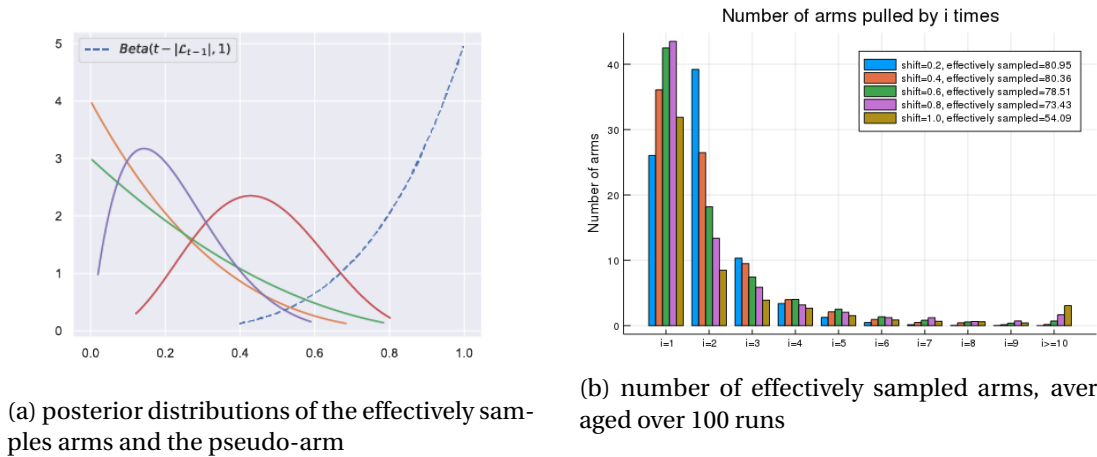 Beta(t − |ℒₜ₋₁|, 1)
5
4
3
2
1
0
0.0 0.2 0.4 0.6 0.8 1.0
(a) posterior distributions of the effectively sam-
ples arms and the pseudo-arm
Number of arms pulled by i times
shift=0.2, effectively sampled=80.95
shift=0.4, effectively sampled=80.36
shift=0.6, effectively sampled=78.51
shift=0.8, effectively sampled=73.43
shift=1.0, effectively sampled=54.09
Number of arms
40
30
20
10
0
i=1 i=2 i=3 i=4 i=5 i=6 i=7 i=8 i=9 i>=10
(b) number of effectively sampled arms, aver
aged over 100 runs